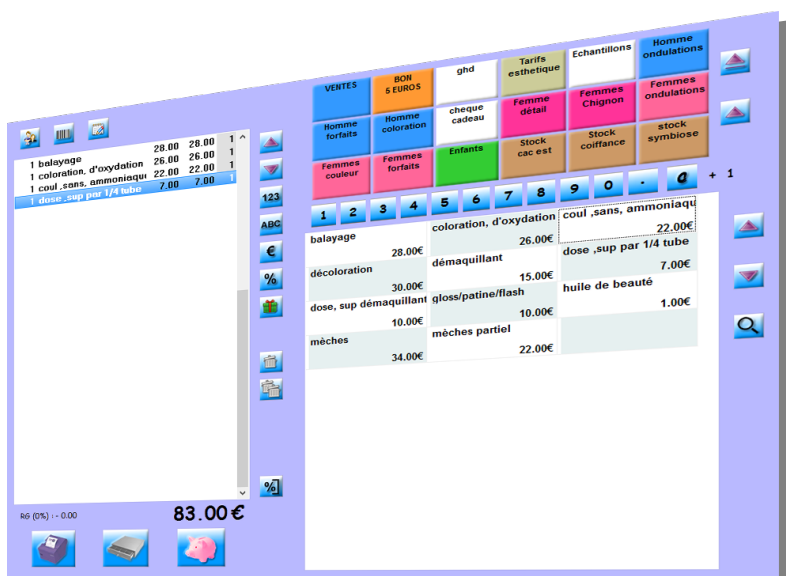 VENTES
BON
5 EUROS
ghd
Tarifs
esthetique
Echantillons
Homme
ondulations
Homme
forfaits
Homme
coloration
cheque
cadeau
Femme
détail
Femmes
Chignon
Femmes
ondulations
Femmes
couleur
Femmes
forfaits
Enfants
Stock
cac est
Stock
coiffance
stock
symbiose
1 balayage 28.00 28.00 1
1 coloration, d'oxydation 26.00 26.00 1
1 coul ,sans, ammoniaqu 22.00 22.00 1
1 dose ,sup par 1/4 tube 7.00 7.00 1
123
ABC
€
%
%
1 2 3 4 5 6 7 8 9 0 . @ + 1
balayage
28.00€
coloration, d'oxydation
26.00€
coul ,sans, ammoniaqu
22.00€
décoloration
30.00€
démaquillant
15.00€
dose ,sup par 1/4 tube
7.00€
dose, sup démaquillant
10.00€
gloss/patine/flash
10.00€
huile de beauté
1.00€
mèches
34.00€
mèches partiel
22.00€
RG (0%) : - 0.00
83.00€